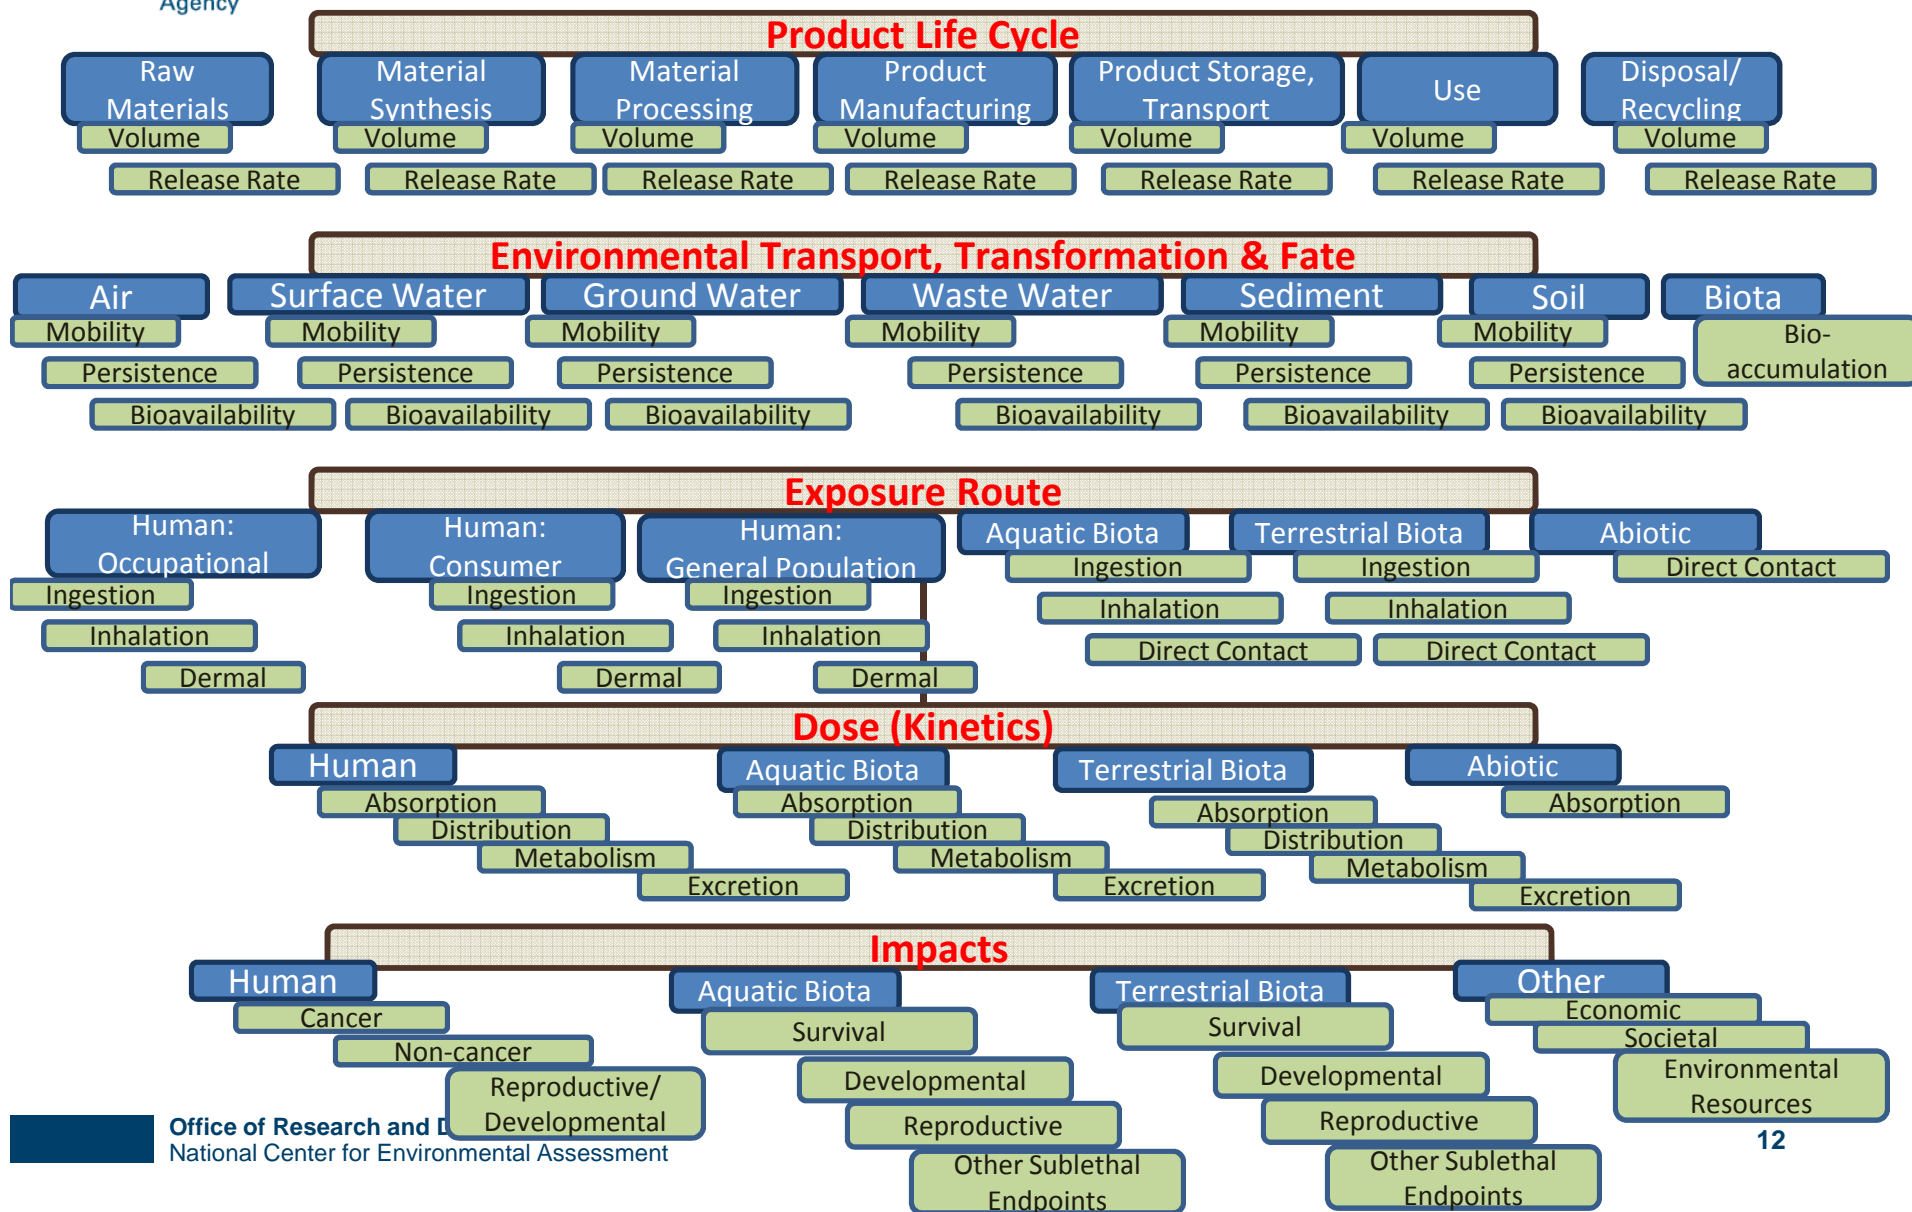 Agency
Product Life Cycle
Raw
Materials
Material
Synthesis
Material
Processing
Product
Manufacturing
Product Storage,
Transport
Use
Disposal/
Recycling
Volume
Volume
Volume
Volume
Volume
Volume
Volume
Release Rate
Release Rate
Release Rate
Release Rate
Release Rate
Release Rate
Release Rate
Environmental Transport, Transformation & Fate
Air
Surface Water
Ground Water
Waste Water
Sediment
Soil
Biota
Mobility
Mobility
Mobility
Mobility
Mobility
Mobility
Bio-
accumulation
Persistence
Persistence
Persistence
Persistence
Persistence
Persistence
Bioavailability
Bioavailability
Bioavailability
Bioavailability
Bioavailability
Bioavailability
Exposure Route
Human:
Occupational
Human:
Consumer
Human:
General Population
Aquatic Biota
Terrestrial Biota
Abiotic
Ingestion
Ingestion
Ingestion
Ingestion
Ingestion
Direct Contact
Inhalation
Inhalation
Inhalation
Inhalation
Inhalation
Dermal
Dermal
Dermal
Direct Contact
Direct Contact
Dose (Kinetics)
Human
Aquatic Biota
Terrestrial Biota
Abiotic
Absorption
Absorption
Absorption
Absorption
Distribution
Distribution
Distribution
Metabolism
Metabolism
Metabolism
Excretion
Excretion
Excretion
Impacts
Human
Aquatic Biota
Terrestrial Biota
Other
Cancer
Non-cancer
Reproductive/
Developmental
Survival
Developmental
Reproductive
Other Sublethal
Endpoints
Survival
Developmental
Reproductive
Other Sublethal
Endpoints
Economic
Societal
Environmental
Resources
Office of Research and D
National Center for Environmental Assessment
12